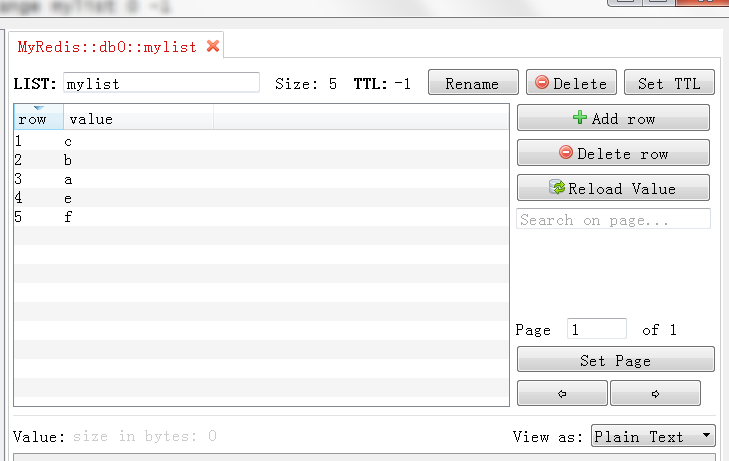 ange mylist 0 -1
MyRedis::db0::mylist
LIST: mylist Size: 5 TTL: -1 Rename Delete Set TTL
row value
Add row
1 c
2 b
Delete row
3 a
4 e
Reload Value
5 f
Search on page...
Page 1 of 1
Set Page
Value: size in bytes: 0 View as: Plain Text